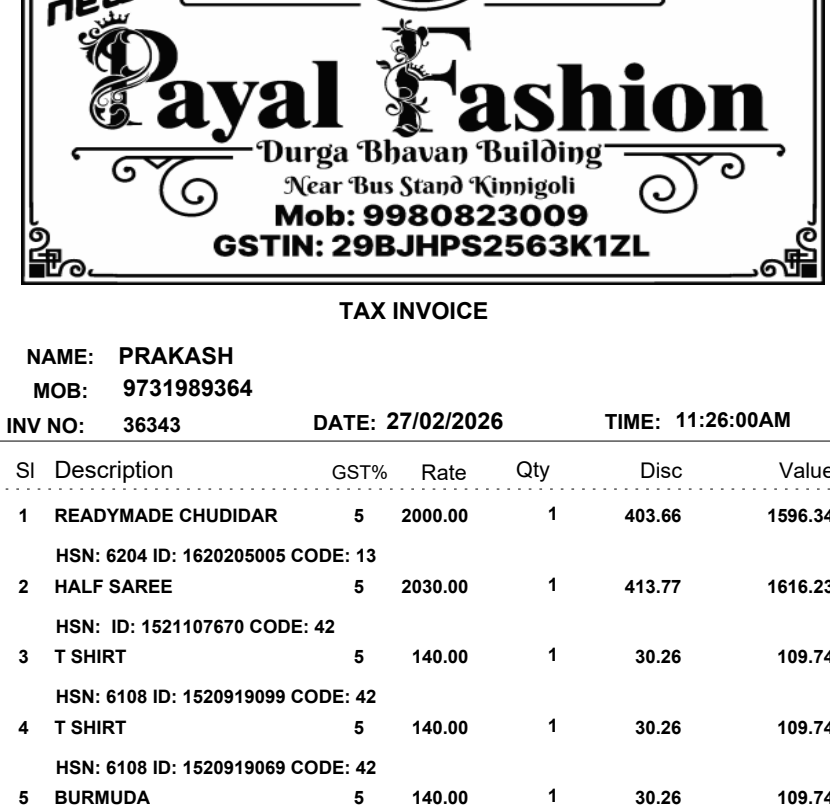 new
Payal Fashion
Durga Bhavan Building
Near Bus Stand Kinnigoli
Mob: 9980823009
GSTIN: 29BJHPS2563K1ZL
TAX INVOICE
NAME: PRAKASH
MOB: 9731989364
INV NO: 36343 DATE: 27/02/2026 TIME: 11:26:00AM
Sl Description GST% Rate Qty Disc Value
1 READYMADE CHUDIDAR 5 2000.00 1 403.66 1596.34
HSN: 6204 ID: 1620205005 CODE: 13
2 HALF SAREE 5 2030.00 1 413.77 1616.23
HSN: ID: 1521107670 CODE: 42
3 T SHIRT 5 140.00 1 30.26 109.74
HSN: 6108 ID: 1520919099 CODE: 42
4 T SHIRT 5 140.00 1 30.26 109.74
HSN: 6108 ID: 1520919069 CODE: 42
5 BURMUDA 5 140.00 1 30.26 109.74